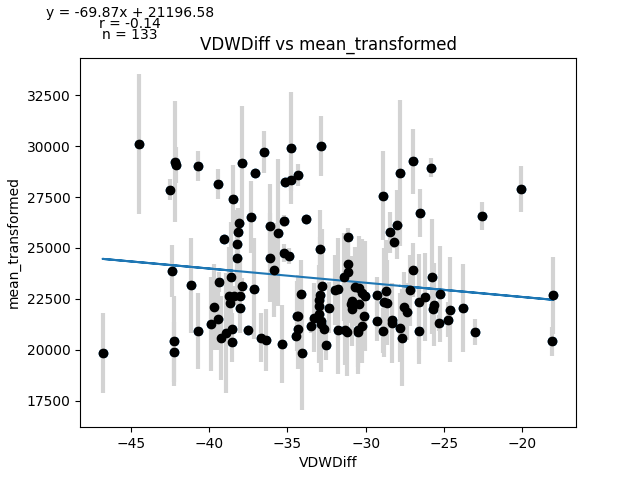 y = -69.87x + 21196.58
r = -0.14
n = 133
VDWDiff vs mean_transformed
32500
30000
27500
25000
22500
20000
17500
mean_transformed
−45
−40
−35
−30
−25
−20
VDWDiff